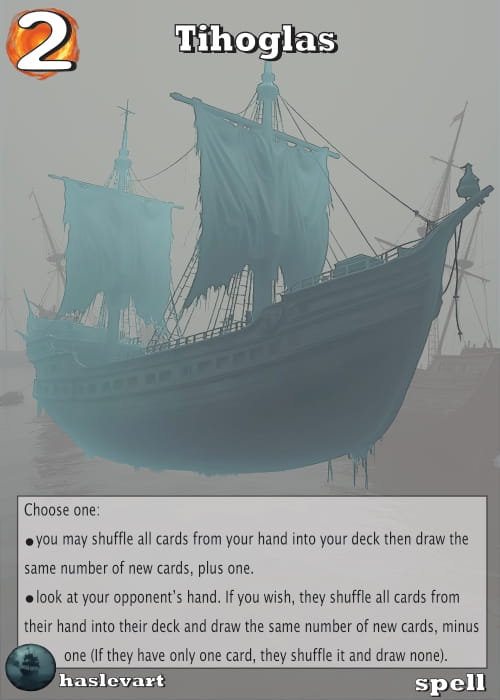 2
Tihoglas
Choose one:
●you may shuffle all cards from your hand into your deck then draw the
same number of new cards, plus one.
●look at your opponent's hand. If you wish, they shuffle all cards from
their hand into their deck and draw the same number of new cards, minus
one (If they have only one card, they shuffle it and draw none).
haslevart
spell